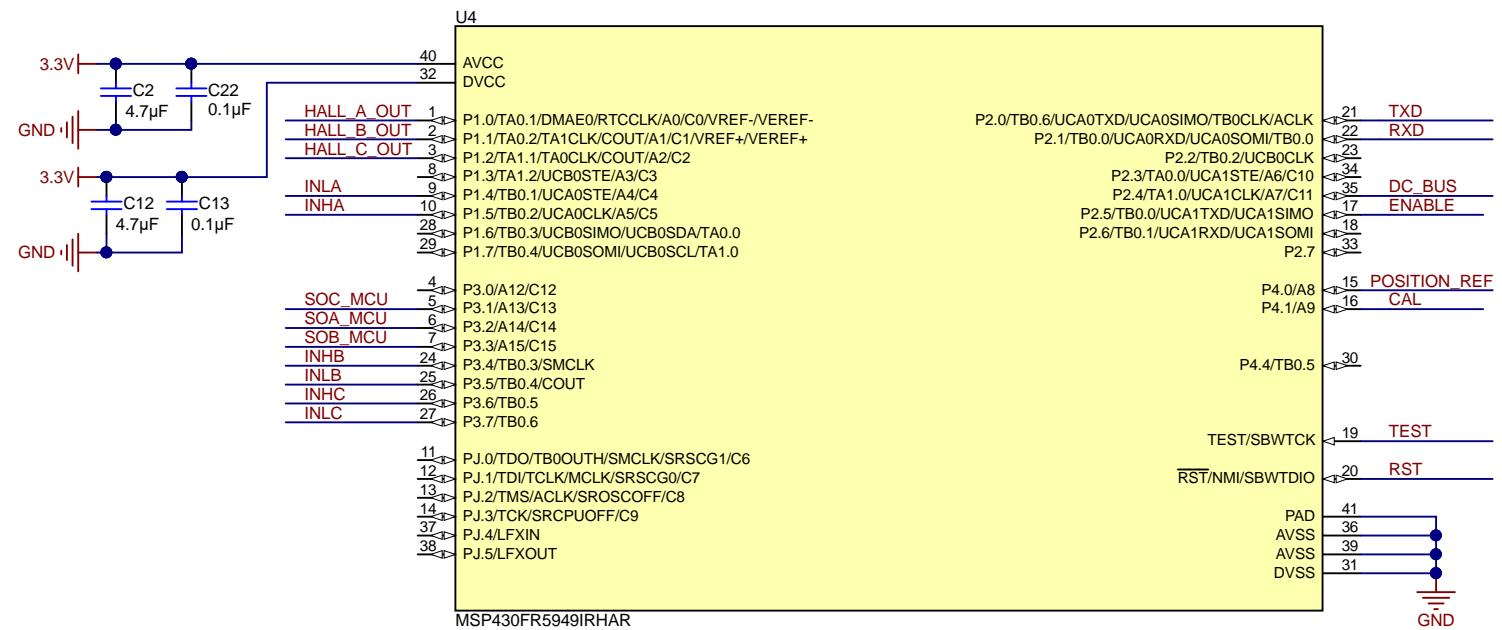 U4
3.3V
C2
4.7µF
C22
0.1µF
GND
3.3V
C12
4.7µF
C13
0.1µF
GND
40 AVCC
32 DVCC
HALL_A_OUT 1 P1.0/TA0.1/DMAE0/RTCCLK/A0/C0/VREF-/VEREF-
HALL_B_OUT 2 P1.1/TA0.2/TA1CLK/COUT/A1/C1/VREF+/VEREF+
HALL_C_OUT 3 P1.2/TA1.1/TA0CLK/COUT/A2/C2
8 P1.3/TA1.2/UCB0STE/A3/C3
INLA 9 P1.4/TB0.1/UCA0STE/A4/C4
INHA 10 P1.5/TB0.2/UCA0CLK/A5/C5
28 P1.6/TB0.3/UCB0SIMO/UCB0SDA/TA0.0
29 P1.7/TB0.4/UCB0SOMI/UCB0SCL/TA1.0
4 P3.0/A12/C12
SOC_MCU 5 P3.1/A13/C13
SOA_MCU 6 P3.2/A14/C14
SOB_MCU 7 P3.3/A15/C15
INHB 24 P3.4/TB0.3/SMCLK
INLB 25 P3.5/TB0.4/COUT
INHC 26 P3.6/TB0.5
INLC 27 P3.7/TB0.6
11 PJ.0/TDO/TB0OUTH/SMCLK/SRSCG1/C6
12 PJ.1/TDI/TCLK/MCLK/SRSCG0/C7
13 PJ.2/TMS/ACLK/SROSCOFF/C8
14 PJ.3/TCK/SRCPUOFF/C9
37 PJ.4/LFXIN
38 PJ.5/LFXOUT
P2.0/TB0.6/UCA0TXD/UCA0SIMO/TB0CLK/ACLK 21 TXD
P2.1/TB0.0/UCA0RXD/UCA0SOMI/TB0.0 22 RXD
P2.2/TB0.2/UCB0CLK 23
P2.3/TA0.0/UCA1STE/A6/C10 34
P2.4/TA1.0/UCA1CLK/A7/C11 35 DC_BUS
P2.5/TB0.0/UCA1TXD/UCA1SIMO 17 ENABLE
P2.6/TB0.1/UCA1RXD/UCA1SOMI 18
P2.7 33
P4.0/A8 15 POSITION_REF
P4.1/A9 16 CAL
P4.4/TB0.5 30
TEST/SBWTCK 19 TEST
RST/NMI/SBWTDIO 20 RST
PAD 41
AVSS 36
AVSS 39
DVSS 31
GND
MSP430FR5949IRHAR